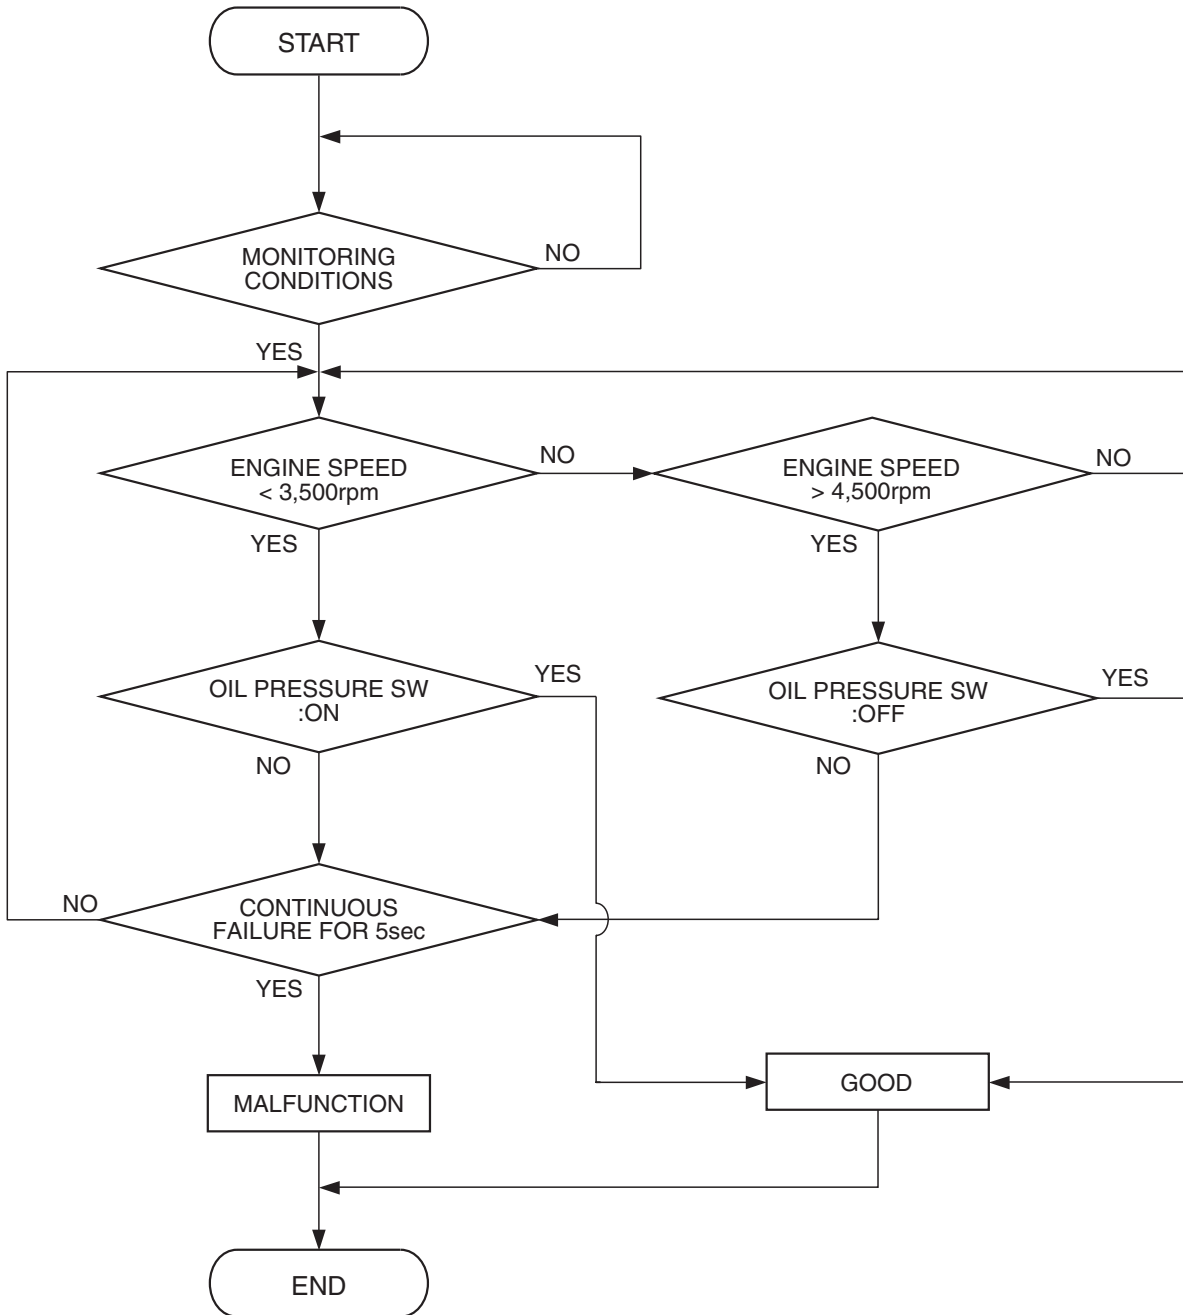 START
MONITORING
CONDITIONS
NO
YES
ENGINE SPEED
< 3,500rpm
NO
YES
ENGINE SPEED
> 4,500rpm
NO
YES
OIL PRESSURE SW
:ON
YES
NO
OIL PRESSURE SW
:OFF
YES
NO
CONTINUOUS
FAILURE FOR 5sec
NO
YES
MALFUNCTION
GOOD
END